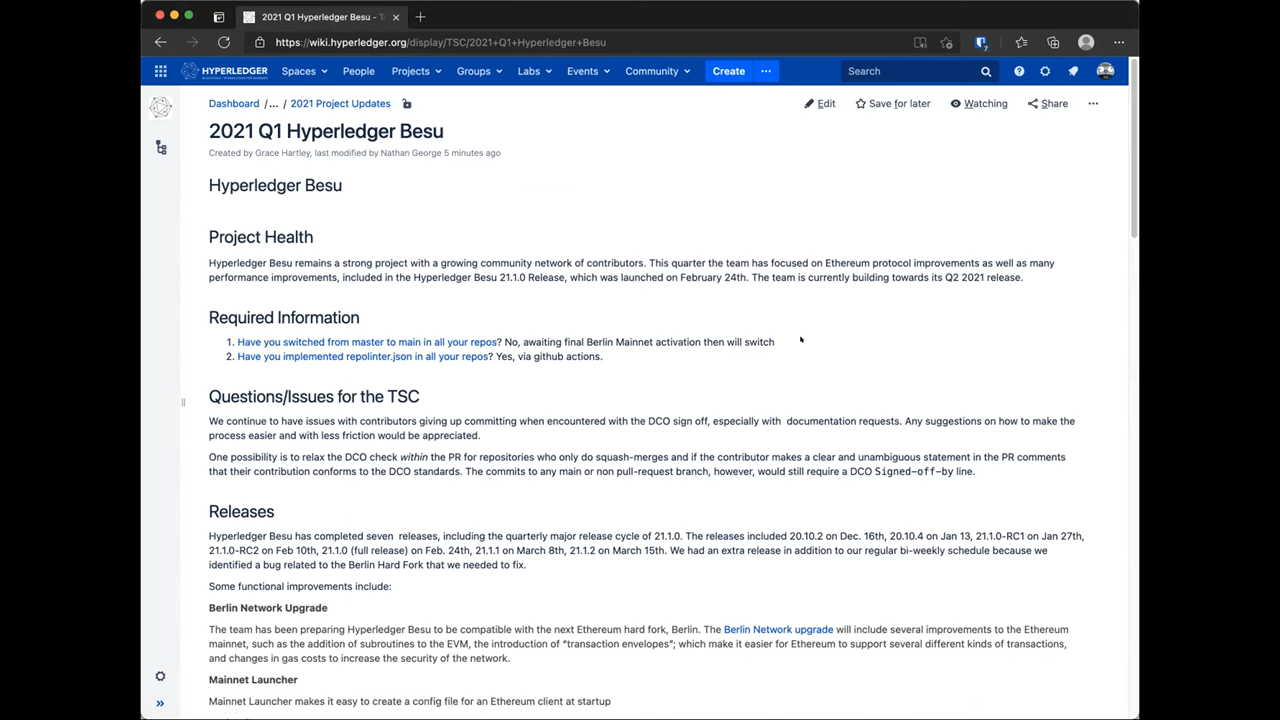 2021 Q1 Hyperledger Besu - T
https://wiki.hyperledger.org/display/TSC/2021+Q1+Hyperledger+Besu
HYPERLEDGER Spaces People Projects Groups Labs Events Community Create ... Search
Dashboard /... / 2021 Project Updates Edit Save for later Watching Share
2021 Q1 Hyperledger Besu
Created by Grace Hartley, last modified by Nathan George 5 minutes ago
Hyperledger Besu
Project Health
Hyperledger Besu remains a strong project with a growing community network of contributors. This quarter the team has focused on Ethereum protocol improvements as well as many
performance improvements, included in the Hyperledger Besu 21.1.0 Release, which was launched on February 24th. The team is currently building towards its Q2 2021 release.
Required Information
1. Have you switched from master to main in all your repos? No, awaiting final Berlin Mainnet activation then will switch
2. Have you implemented repolinter.json in all your repos? Yes, via github actions.
Questions/Issues for the TSC
We continue to have issues with contributors giving up committing when encountered with the DCO sign off, especially with documentation requests. Any suggestions on how to make the
process easier and with less friction would be appreciated.
One possibility is to relax the DCO check within the PR for repositories who only do squash-merges and if the contributor makes a clear and unambiguous statement in the PR comments
that their contribution conforms to the DCO standards. The commits to any main or non pull-request branch, however, would still require a DCO Signed-off-by line.
Releases
Hyperledger Besu has completed seven releases, including the quarterly major release cycle of 21.1.0. The releases included 20.10.2 on Dec. 16th, 20.10.4 on Jan 13, 21.1.0-RC1 on Jan 27th,
21.1.0-RC2 on Feb 10th, 21.1.0 (full release) on Feb. 24th, 21.1.1 on March 8th, 21.1.2 on March 15th. We had an extra release in addition to our regular bi-weekly schedule because we
identified a bug related to the Berlin Hard Fork that we needed to fix.
Some functional improvements include:
Berlin Network Upgrade
The team has been preparing Hyperledger Besu to be compatible with the next Ethereum hard fork, Berlin. The Berlin Network upgrade will include several improvements to the Ethereum
mainnet, such as the addition of subroutines to the EVM, the introduction of “transaction envelopes”; which make it easier for Ethereum to support several different kinds of transactions,
and changes in gas costs to increase the security of the network.
Mainnet Launcher
Mainnet Launcher makes it easy to create a config file for an Ethereum client at startup